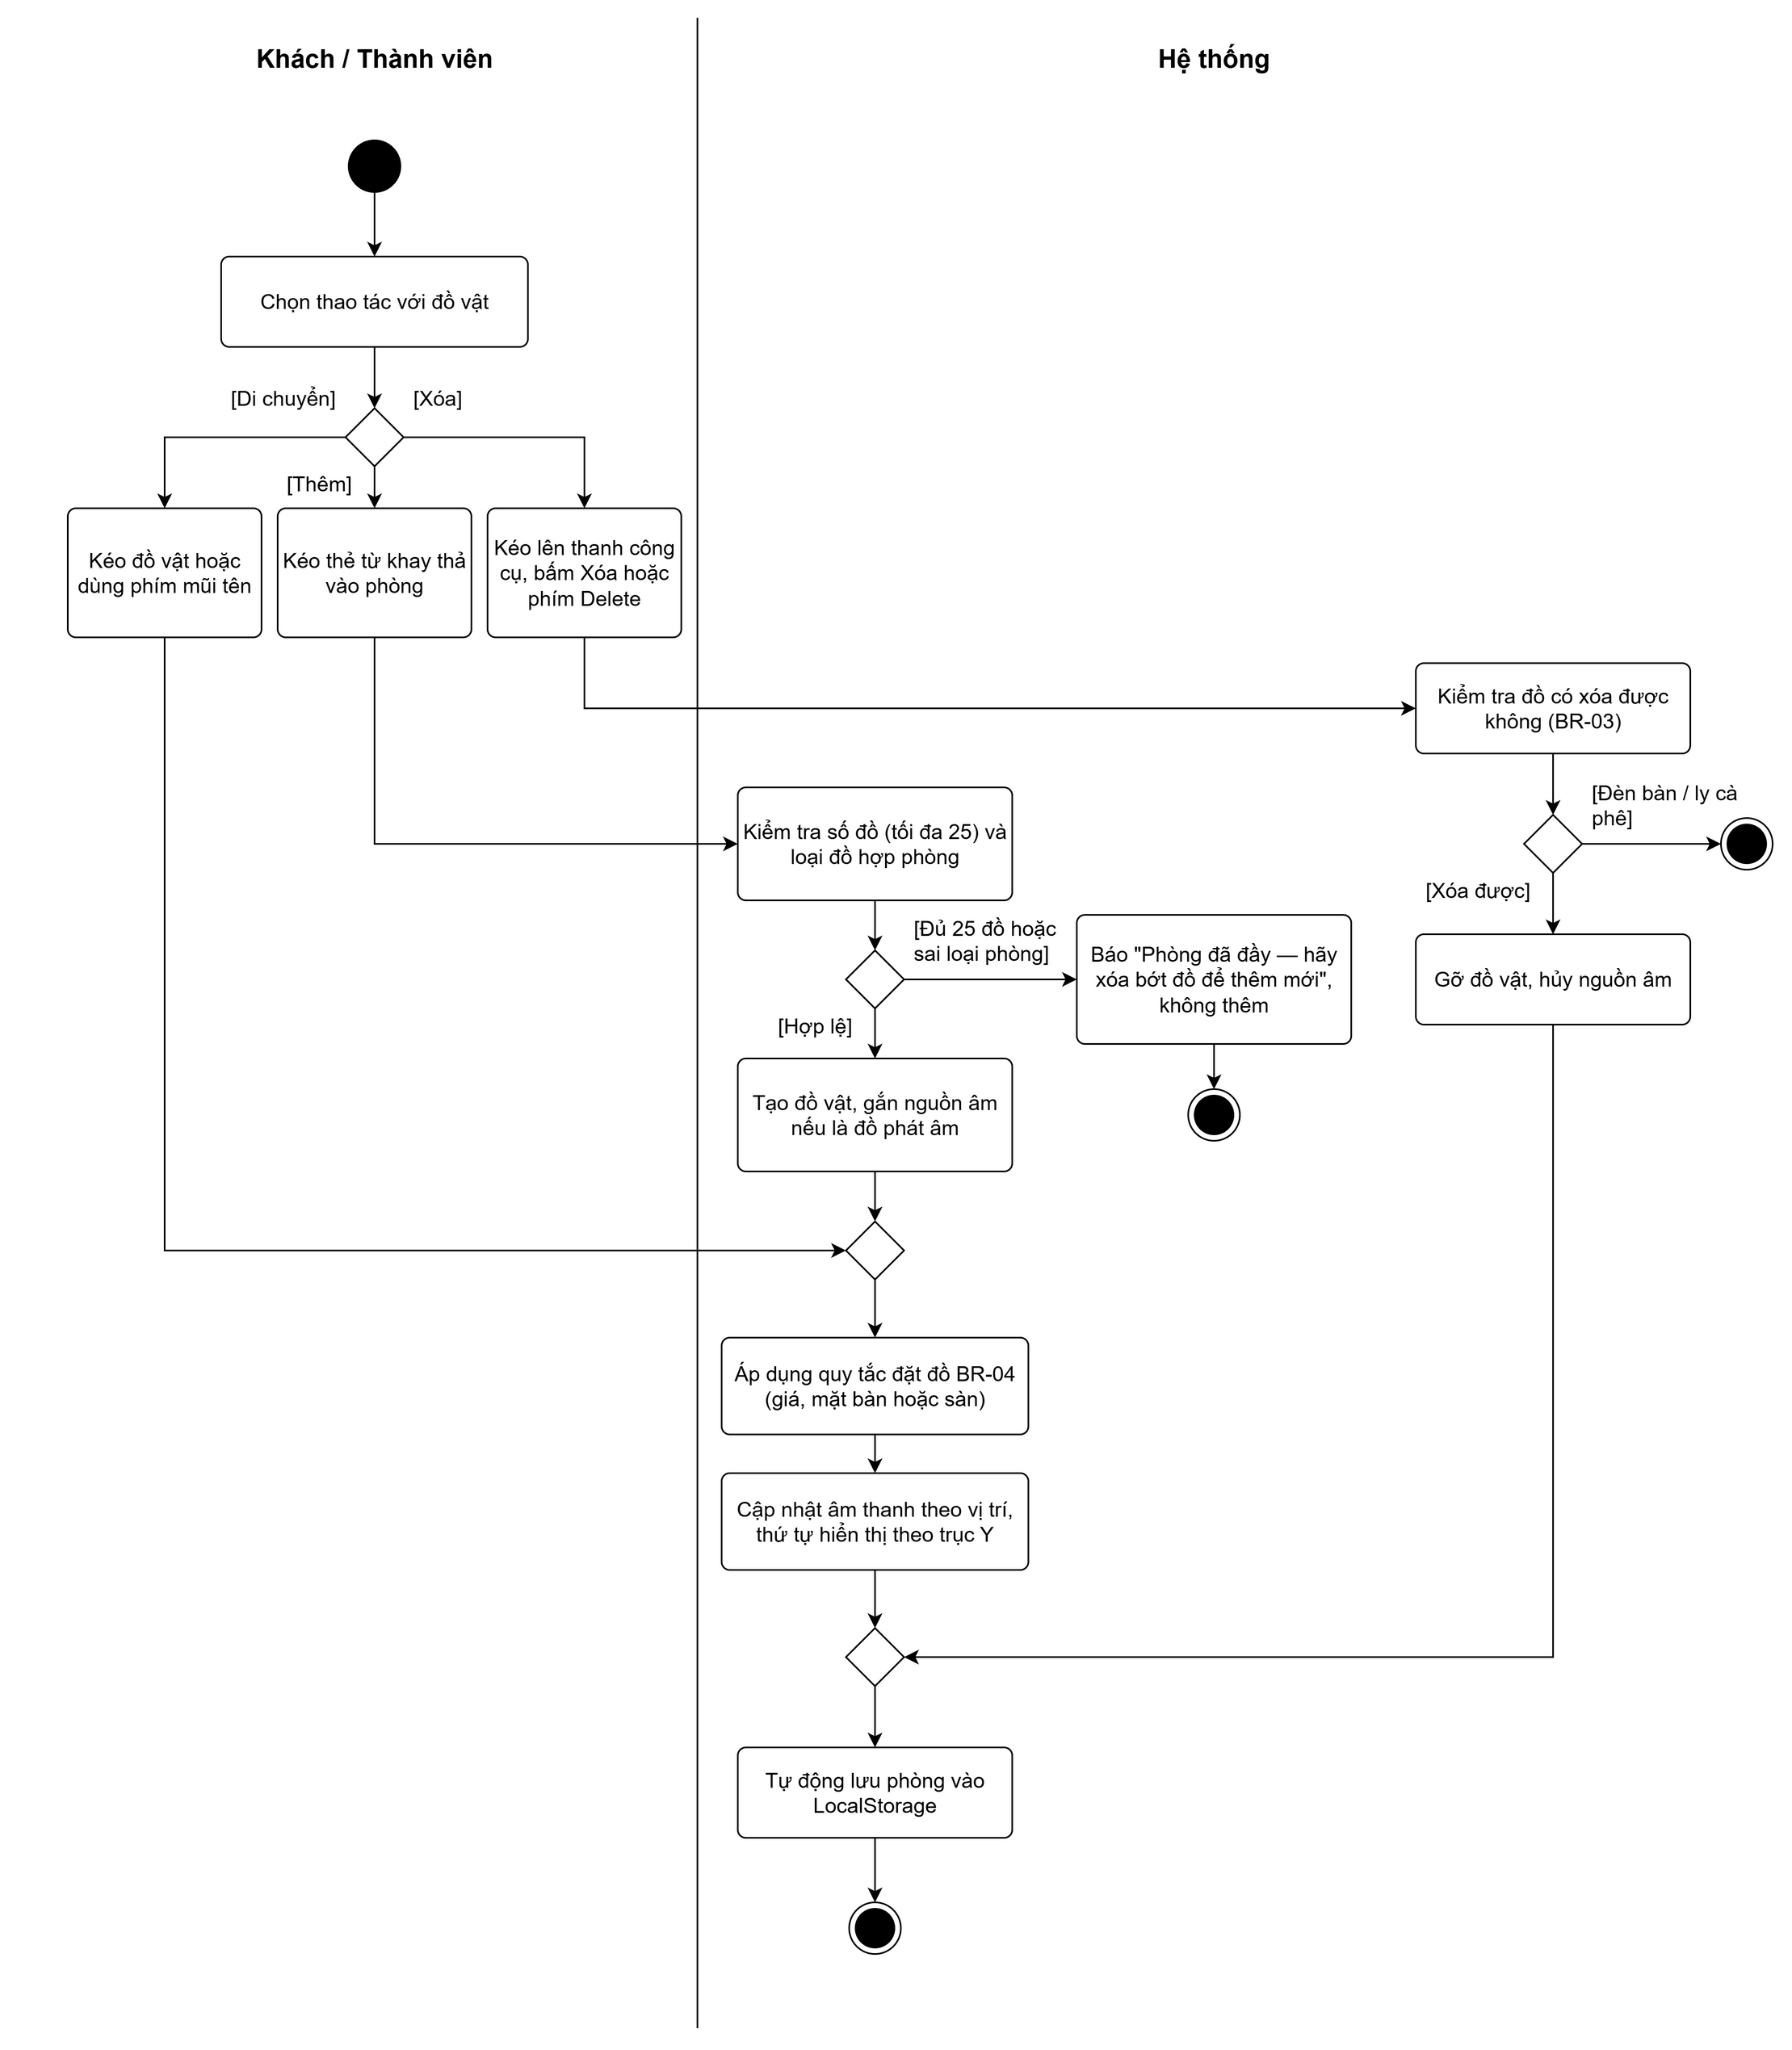 Khách / Thành viên
Hệ thống
Chọn thao tác với đồ vật
[Di chuyển]
[Xóa]
[Thêm]
Kéo đồ vật hoặc
dùng phím mũi tên
Kéo thẻ từ khay thả
vào phòng
Kéo lên thanh công
cụ, bấm Xóa hoặc
phím Delete
Kiểm tra đồ có xóa được
không (BR-03)
[Đèn bàn / ly cà
phê]
Kiểm tra số đồ (tối đa 25) và
loại đồ hợp phòng
[Xóa được]
[Đủ 25 đồ hoặc
sai loại phòng]
Báo "Phòng đã đầy — hãy
xóa bớt đồ để thêm mới",
không thêm
Gỡ đồ vật, hủy nguồn âm
[Hợp lệ]
Tạo đồ vật, gắn nguồn âm
nếu là đồ phát âm
Áp dụng quy tắc đặt đồ BR-04
(giá, mặt bàn hoặc sàn)
Cập nhật âm thanh theo vị trí,
thứ tự hiển thị theo trục Y
Tự động lưu phòng vào
LocalStorage